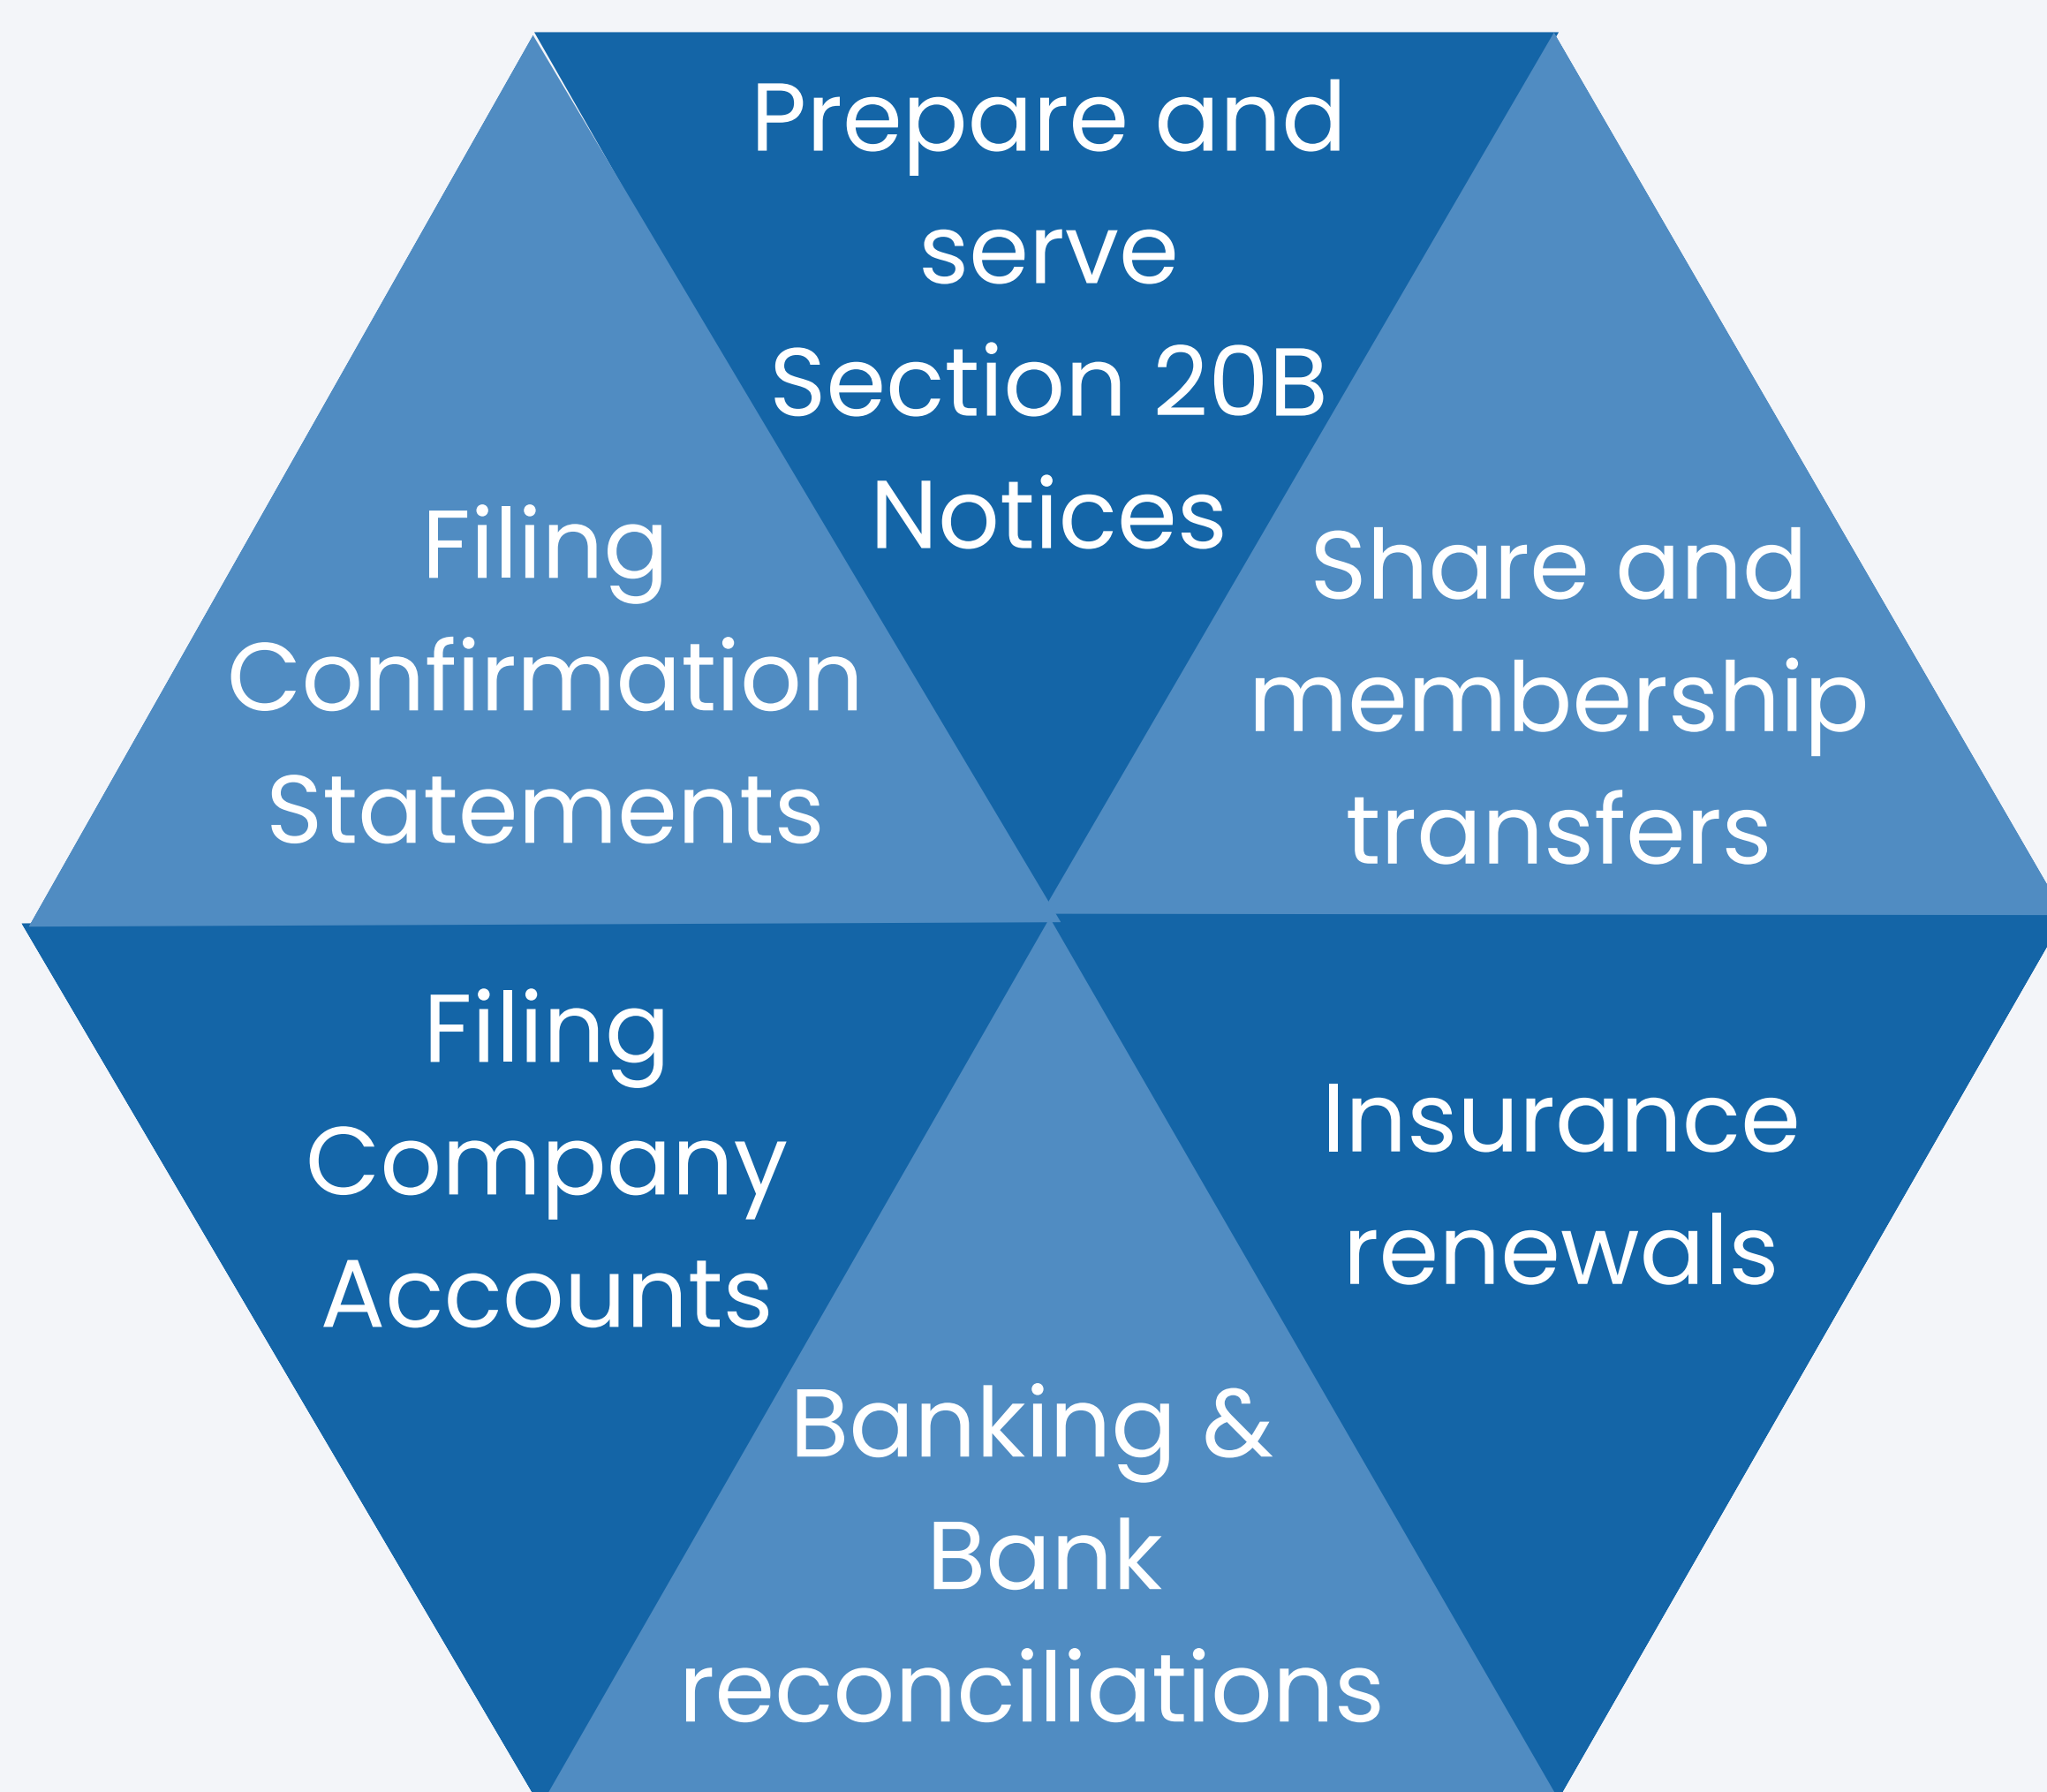 Prepare and
serve
Section 20B
Notices
Filing
Confirmation
Statements
Share and
membership
transfers
Filing
Company
Accounts
Insurance
renewals
Banking &
Bank
reconciliations